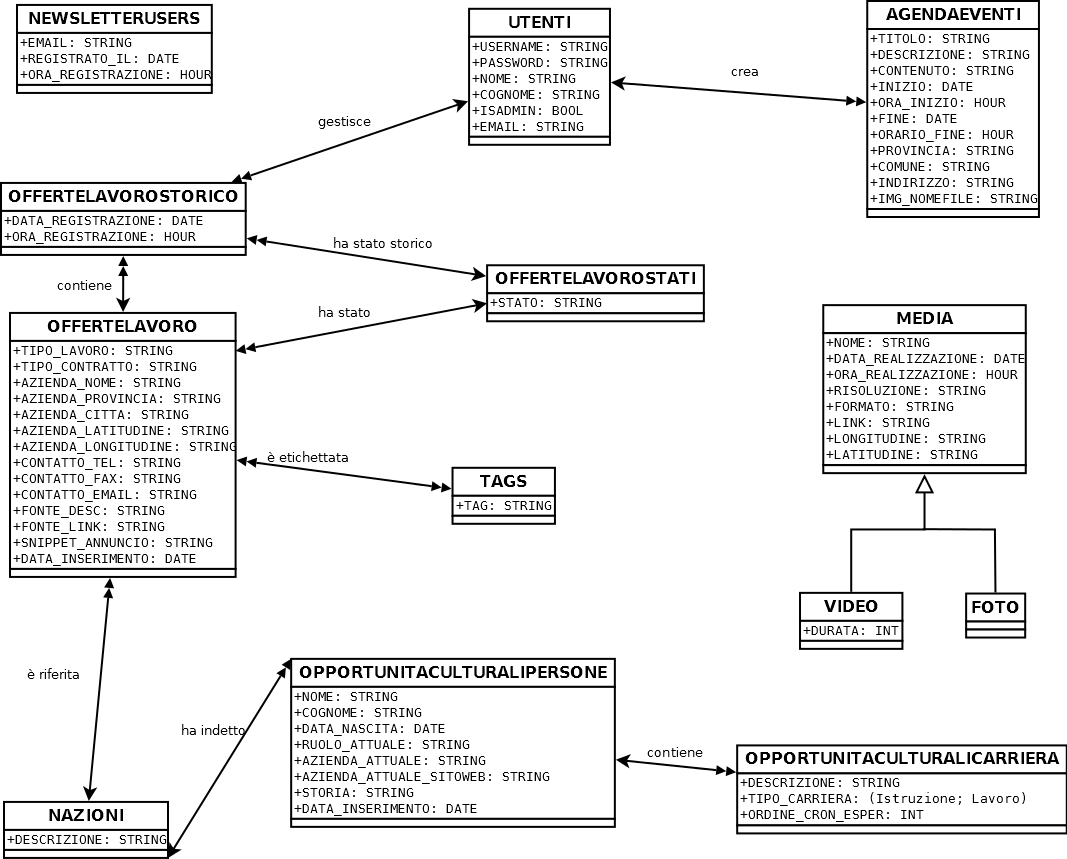 NEWSLETTERUSERS
+EMAIL: STRING
+REGISTRATO_IL: DATE
+ORA_REGISTRAZIONE: HOUR
UTENTI
+USERNAME: STRING
+PASSWORD: STRING
+NOME: STRING
+COGNOME: STRING
+ISADMIN: BOOL
+EMAIL: STRING
crea
AGENDAEVENTI
+TITOLO: STRING
+DESCRIZIONE: STRING
+CONTENUTO: STRING
+INIZIO: DATE
+ORA_INIZIO: HOUR
+FINE: DATE
+ORARIO_FINE: HOUR
+PROVINCIA: STRING
+COMUNE: STRING
+INDIRIZZO: STRING
+IMG_NOMEFILE: STRING
gestisce
OFFERTELAVOROSTORICO
+DATA_REGISTRAZIONE: DATE
+ORA_REGISTRAZIONE: HOUR
ha stato storico
contiene
OFFERTELAVOROSTATI
+STATO: STRING
ha stato
OFFERTELAVORO
+TIPO_LAVORO: STRING
+TIPO_CONTRATTO: STRING
+AZIENDA_NOME: STRING
+AZIENDA_PROVINCIA: STRING
+AZIENDA_CITTA: STRING
+AZIENDA_LATITUDINE: STRING
+AZIENDA_LONGITUDINE: STRING
+CONTATTO_TEL: STRING
+CONTATTO_FAX: STRING
+CONTATTO_EMAIL: STRING
+FONTE_DESC: STRING
+FONTE_LINK: STRING
+SNIPPET_ANNUNCIO: STRING
+DATA_INSERIMENTO: DATE
è etichettata
TAGS
+TAG: STRING
MEDIA
+NOME: STRING
+DATA_REALIZZAZIONE: DATE
+ORA_REALIZZAZIONE: HOUR
+RISOLUZIONE: STRING
+FORMATO: STRING
+LINK: STRING
+LONGITUDINE: STRING
+LATITUDINE: STRING
VIDEO
+DURATA: INT
FOTO
è riferita
ha indetto
OPPORTUNITACULTURALIPERSONE
+NOME: STRING
+COGNOME: STRING
+DATA_NASCITA: DATE
+RUOLO_ATTUALE: STRING
+AZIENDA_ATTUALE: STRING
+AZIENDA_ATTUALE_SITOWEB: STRING
+STORIA: STRING
+DATA_INSERIMENTO: DATE
contiene
OPPORTUNITACULTURALICARRIERA
+DESCRIZIONE: STRING
+TIPO_CARRIERA: (Istruzione; Lavoro)
+ORDINE_CRON_ESPER: INT
NAZIONI
+DESCRIZIONE: STRING